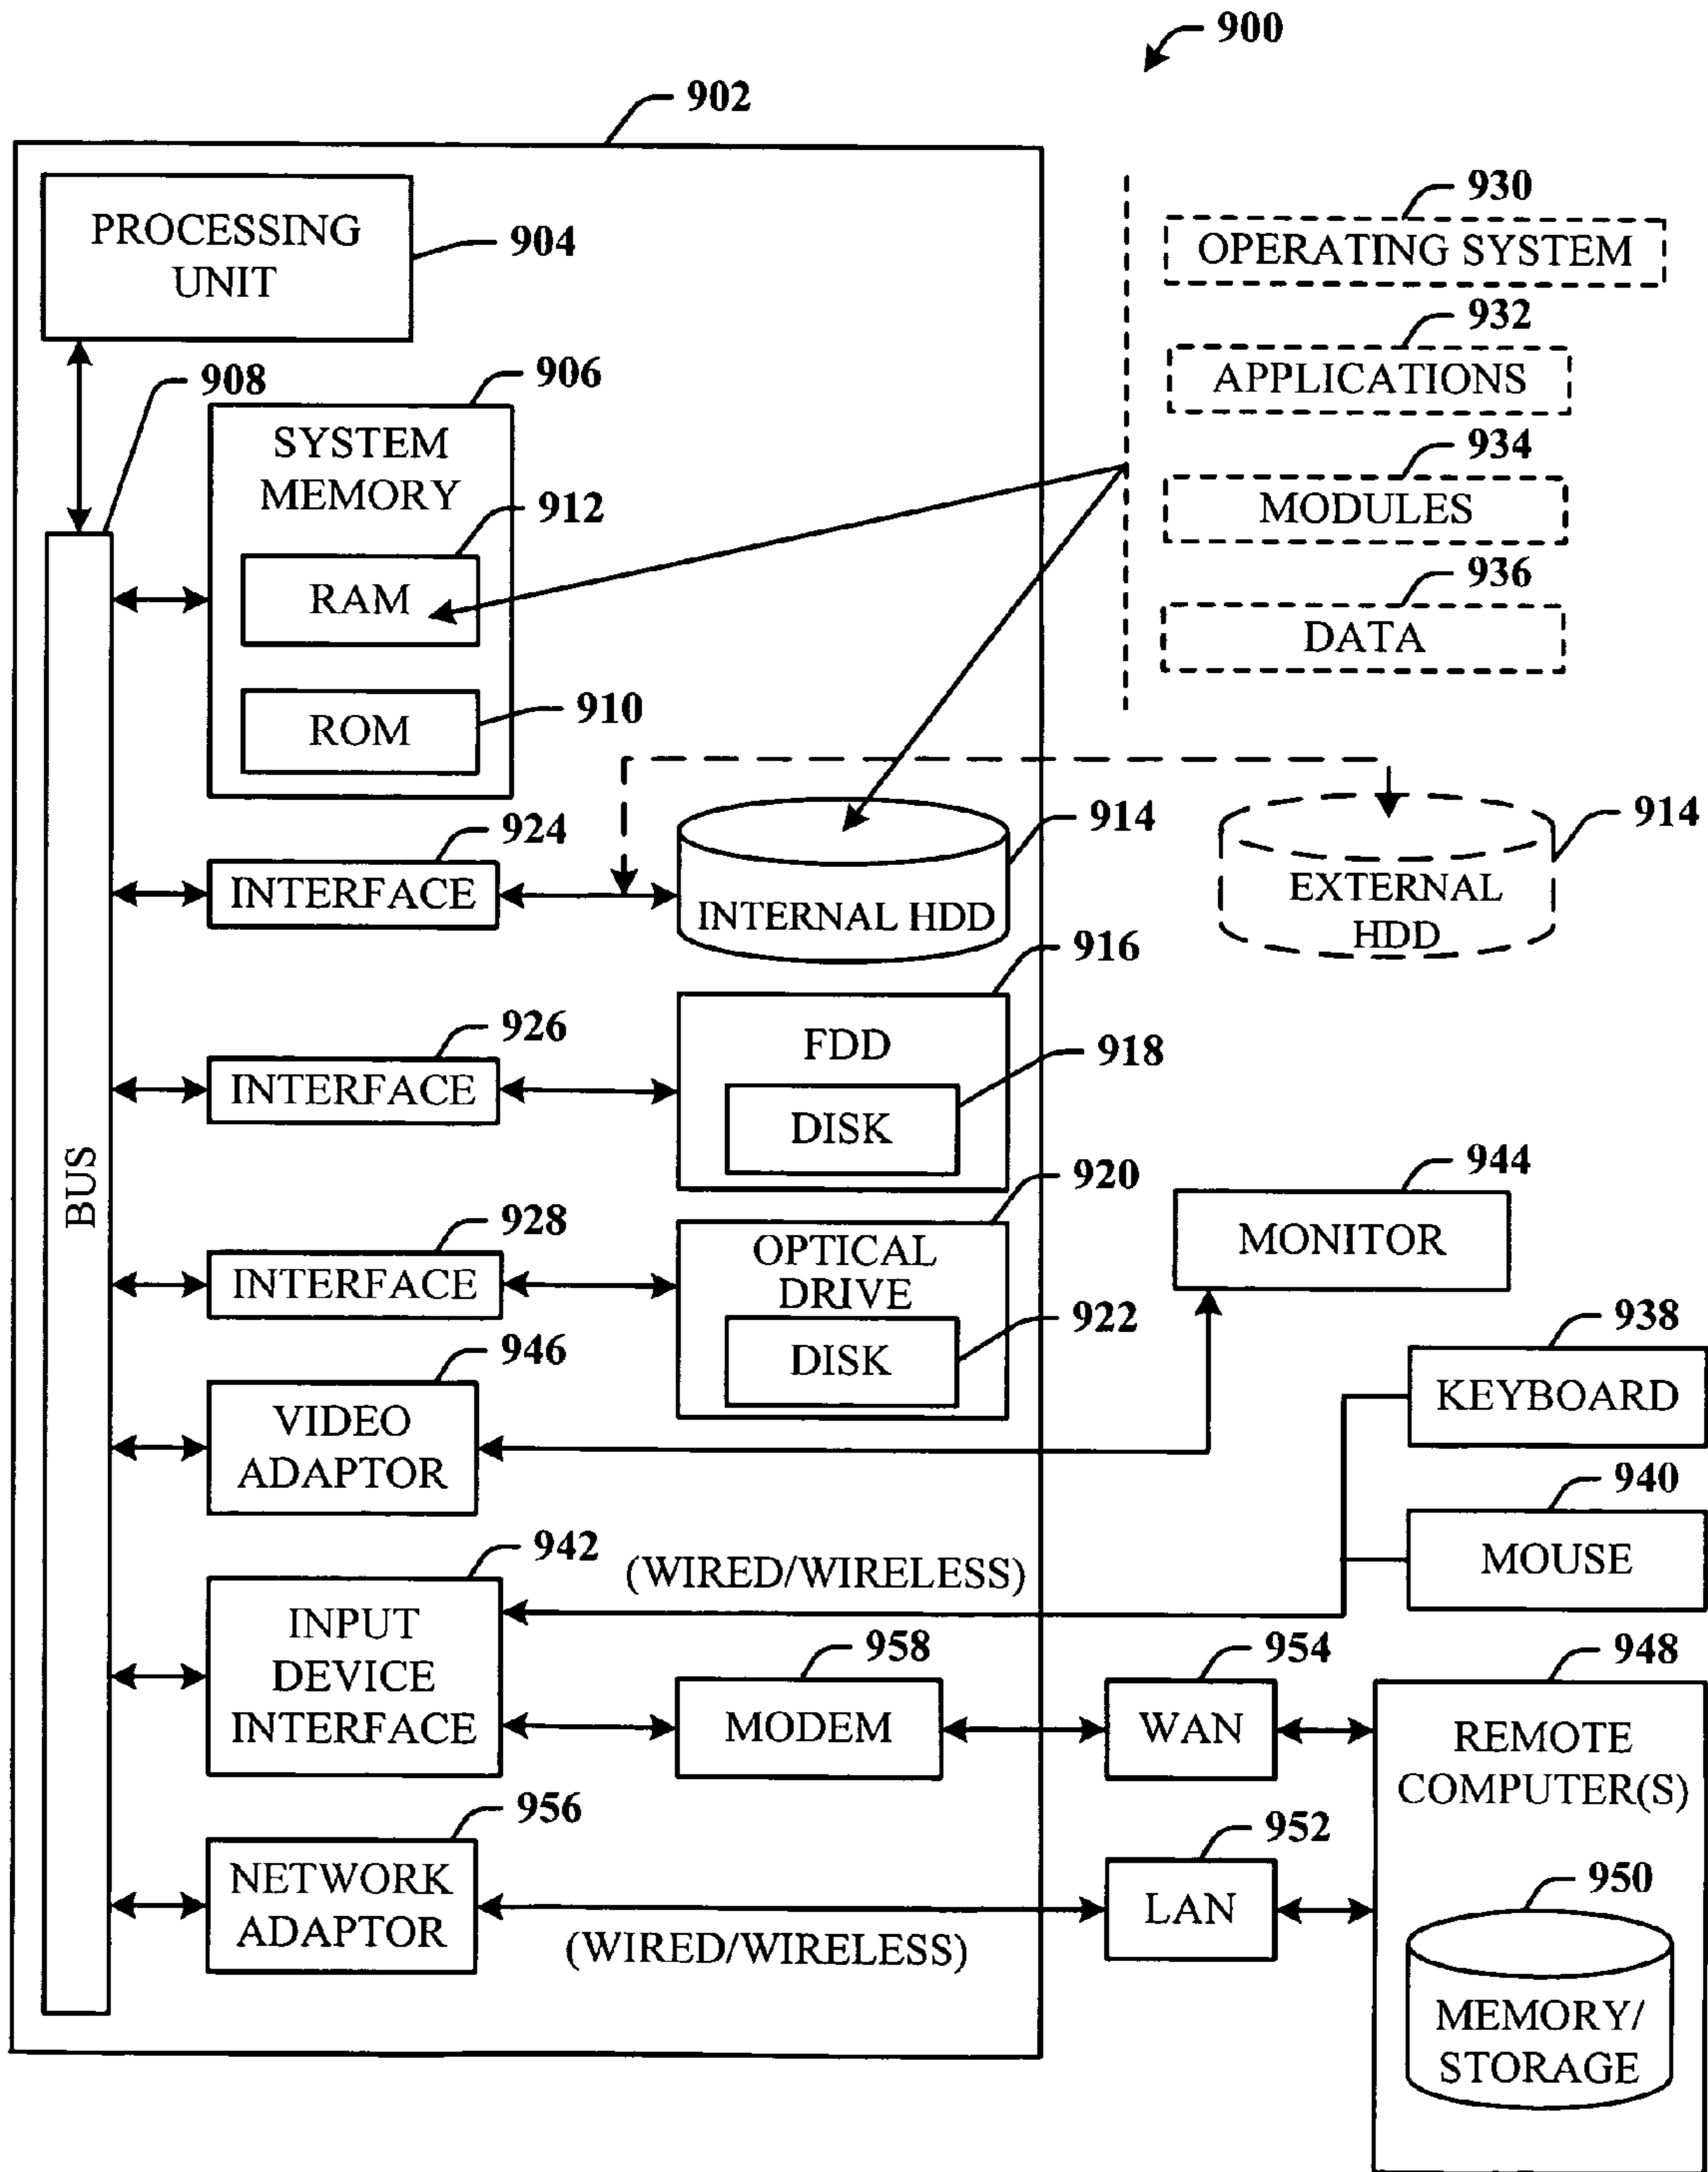 900
902
PROCESSING
UNIT
904
930
OPERATING SYSTEM
932
APPLICATIONS
934
MODULES
936
DATA
908
906
SYSTEM
MEMORY
912
RAM
910
ROM
924
INTERFACE
914
INTERNAL HDD
914
EXTERNAL
HDD
916
FDD
918
DISK
926
INTERFACE
BUS
920
OPTICAL
DRIVE
922
DISK
928
INTERFACE
944
MONITOR
946
VIDEO
ADAPTOR
938
KEYBOARD
940
MOUSE
942
INPUT
DEVICE
INTERFACE
(WIRED/WIRELESS)
958
MODEM
954
WAN
948
REMOTE
COMPUTER(S)
956
NETWORK
ADAPTOR
(WIRED/WIRELESS)
952
LAN
950
MEMORY/
STORAGE